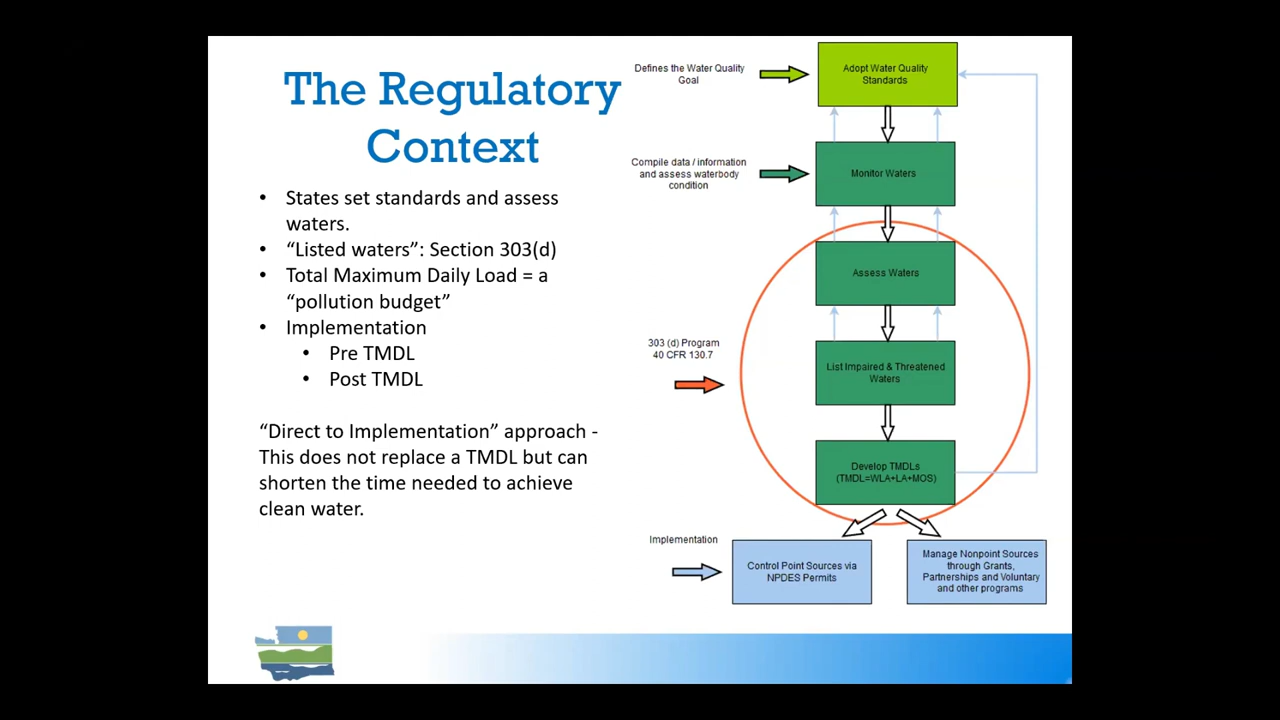 The Regulatory
Context
• States set standards and assess
waters.
• “Listed waters”: Section 303(d)
• Total Maximum Daily Load = a
“pollution budget”
• Implementation
• Pre TMDL
• Post TMDL
“Direct to Implementation” approach -
This does not replace a TMDL but can
shorten the time needed to achieve
clean water.
Defines the Water Quality
Goal
Adopt Water Quality
Standards
Compile data / information
and assess waterbody
condition
Monitor Waters
Assess Waters
303 (d) Program
40 CFR 130.7
List Impaired & Threatened
Waters
Develop TMDLs
(TMDL=WLA+LA+MOS)
Implementation
Control Point Sources via
NPDES Permits
Manage Nonpoint Sources
through Grants,
Partnerships and Voluntary
and other programs